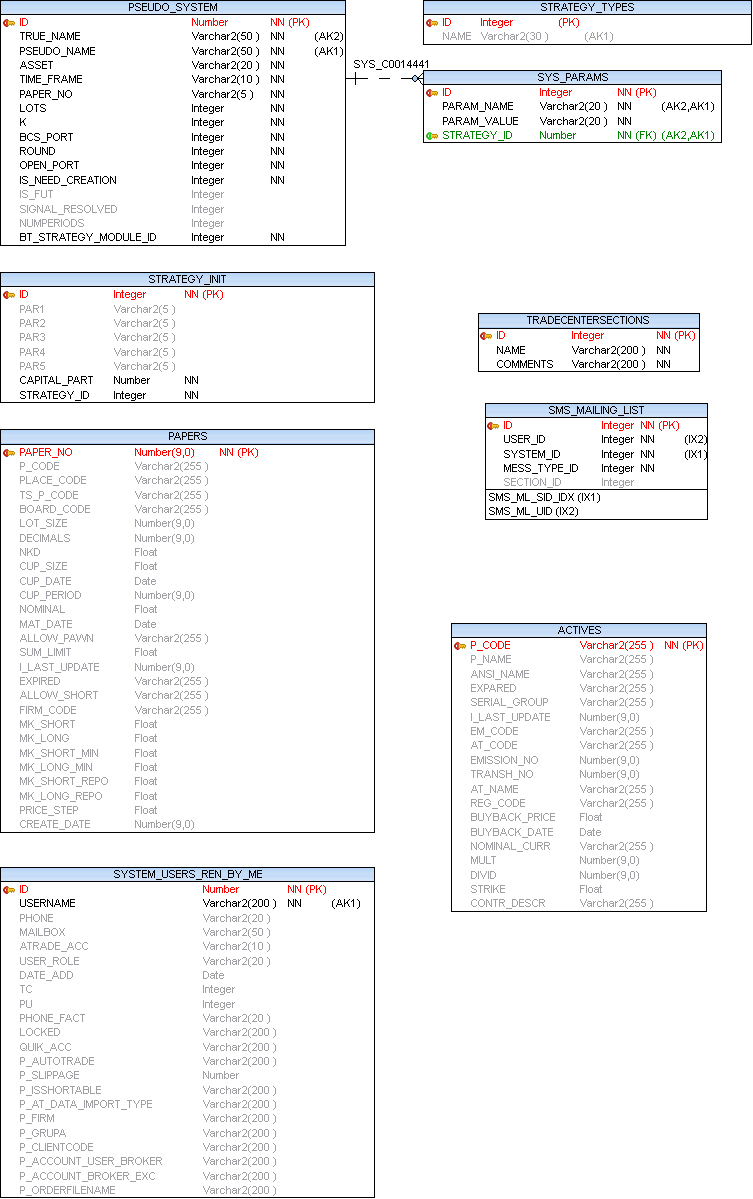 PSEUDO_SYSTEM
ID Number NN (PK)
TRUE_NAME Varchar2(50 ) NN (AK2)
PSEUDO_NAME Varchar2(50 ) NN (AK1)
ASSET Varchar2(20 ) NN
TIME_FRAME Varchar2(10 ) NN
PAPER_NO Varchar2(5 ) NN
LOTS Integer NN
K Integer NN
BCS_PORT Integer NN
ROUND Integer NN
OPEN_PORT Integer NN
IS_NEED_CREATION Integer NN
IS_FUT Integer
SIGNAL_RESOLVED Integer
NUMPERIODS Integer
BT_STRATEGY_MODULE_ID Integer NN
SYS_C0014441
STRATEGY_TYPES
ID Integer (PK)
NAME Varchar2(30 ) (AK1)
SYS_PARAMS
ID Integer NN (PK)
PARAM_NAME Varchar2(20 ) NN (AK2,AK1)
PARAM_VALUE Varchar2(20 ) NN
STRATEGY_ID Number NN (FK) (AK2,AK1)
STRATEGY_INIT
ID Integer NN (PK)
PAR1 Varchar2(5 )
PAR2 Varchar2(5 )
PAR3 Varchar2(5 )
PAR4 Varchar2(5 )
PAR5 Varchar2(5 )
CAPITAL_PART Number NN
STRATEGY_ID Integer NN
TRADECENTERSECTIONS
ID Integer NN (PK)
NAME Varchar2(200 ) NN
COMMENTS Varchar2(200 ) NN
SMS_MAILING_LIST
ID Integer NN (PK)
USER_ID Integer NN (IX2)
SYSTEM_ID Integer NN (IX1)
MESS_TYPE_ID Integer NN
SECTION_ID Integer
SMS_ML_SID_IDX (IX1)
SMS_ML_UID (IX2)
PAPERS
PAPER_NO Number(9,0) NN (PK)
P_CODE Varchar2(255 )
PLACE_CODE Varchar2(255 )
TS_P_CODE Varchar2(255 )
BOARD_CODE Varchar2(255 )
LOT_SIZE Number(9,0)
DECIMALS Number(9,0)
NKD Float
CUP_SIZE Float
CUP_DATE Date
CUP_PERIOD Number(9,0)
NOMINAL Float
MAT_DATE Date
ALLOW_PAWN Varchar2(255 )
SUM_LIMIT Float
I_LAST_UPDATE Number(9,0)
EXPIRED Varchar2(255 )
ALLOW_SHORT Varchar2(255 )
FIRM_CODE Varchar2(255 )
MK_SHORT Float
MK_LONG Float
MK_SHORT_MIN Float
MK_LONG_MIN Float
MK_SHORT_REPO Float
MK_LONG_REPO Float
PRICE_STEP Float
CREATE_DATE Number(9,0)
ACTIVES
P_CODE Varchar2(255 ) NN (PK)
P_NAME Varchar2(255 )
ANSI_NAME Varchar2(255 )
EXPARED Varchar2(255 )
SERIAL_GROUP Varchar2(255 )
I_LAST_UPDATE Number(9,0)
EM_CODE Varchar2(255 )
AT_CODE Varchar2(255 )
EMISSION_NO Number(9,0)
TRANSH_NO Number(9,0)
AT_NAME Varchar2(255 )
REG_CODE Varchar2(255 )
BUYBACK_PRICE Float
BUYBACK_DATE Date
NOMINAL_CURR Varchar2(255 )
MULT Number(9,0)
DIVID Number(9,0)
STRIKE Float
CONTR_DESCR Varchar2(255 )
SYSTEM_USERS_REN_BY_ME
ID Number NN (PK)
USERNAME Varchar2(200 ) NN (AK1)
PHONE Varchar2(20 )
MAILBOX Varchar2(50 )
ATRADE_ACC Varchar2(10 )
USER_ROLE Varchar2(20 )
DATE_ADD Date
TC Integer
PU Integer
PHONE_FACT Varchar2(20 )
LOCKED Varchar2(200 )
QUIK_ACC Varchar2(200 )
P_AUTOTRADE Varchar2(200 )
P_SLIPPAGE Number
P_ISSHORTABLE Varchar2(200 )
P_AT_DATA_IMPORT_TYPE Varchar2(200 )
P_FIRM Varchar2(200 )
P_GRUPA Varchar2(200 )
P_CLIENTCODE Varchar2(200 )
P_ACCOUNT_USER_BROKER Varchar2(200 )
P_ACCOUNT_BROKER_EXC Varchar2(200 )
P_ORDERFILENAME Varchar2(200 )